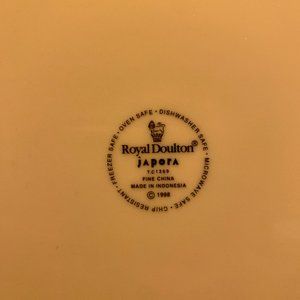 FREEZER SAFE · OVEN SAFE · DISHWASHER SAFE · MICROWAVE SAFE · CHIP RESISTANT ·
Royal Doulton®
JAPORA
T.C.1269
FINE CHINA
MADE IN INDONESIA
© 1998